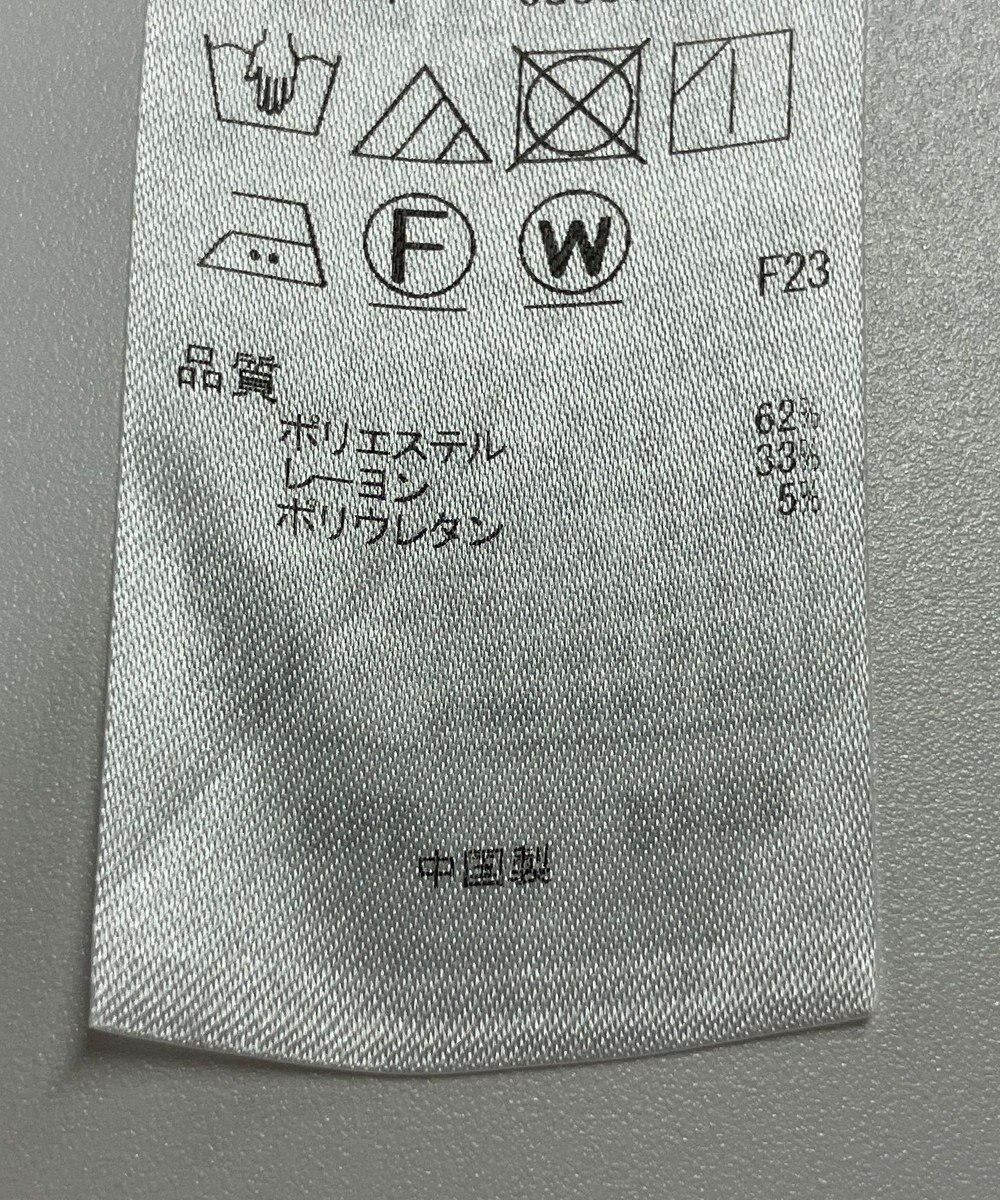 F W F23
品質
ポリエステル 62%
レーヨン 33%
ポリウレタン 5%
中国製